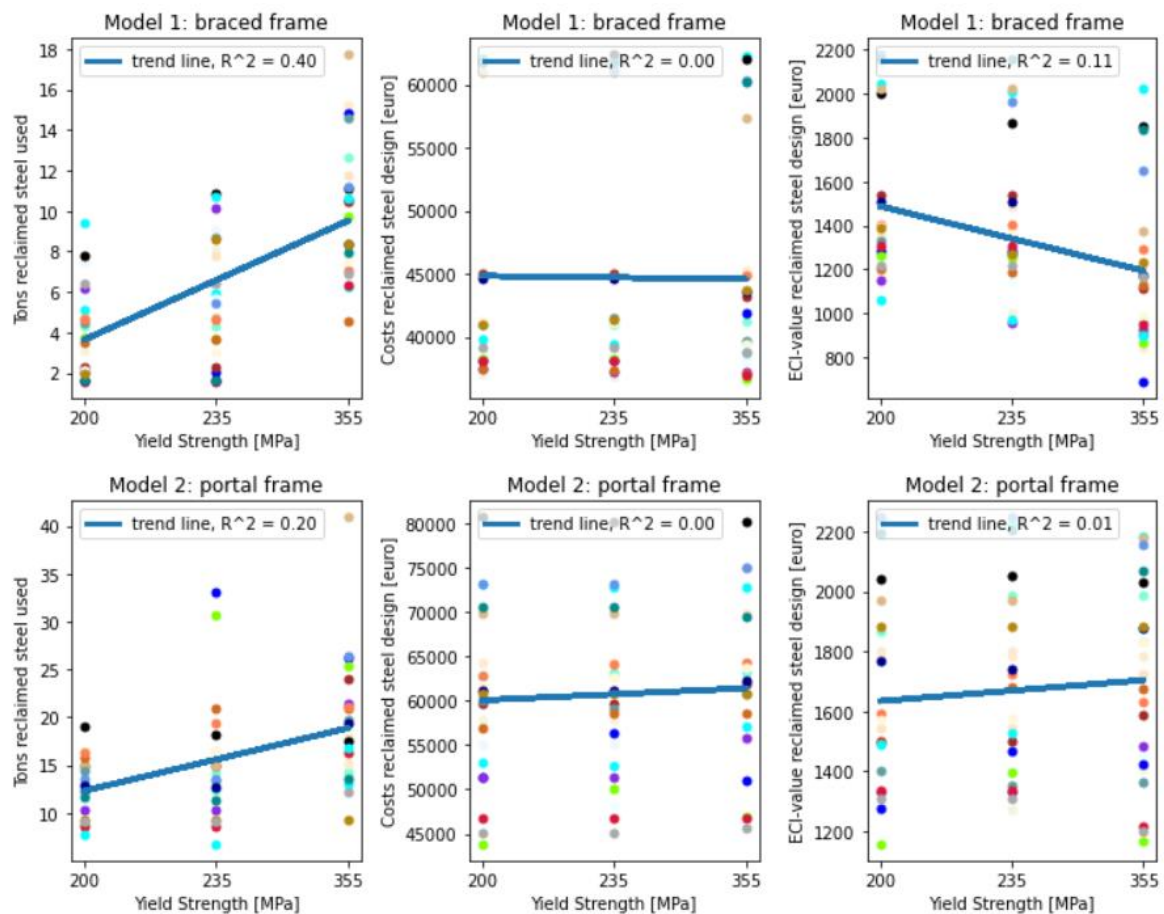 Model 1: braced frame
trend line, R^2 = 0.40
Tons reclaimed steel used
18
16
14
12
10
8
6
4
2
200
235
355
Yield Strength [MPa]
Model 1: braced frame
trend line, R^2 = 0.00
Costs reclaimed steel design [euro]
60000
55000
50000
45000
40000
200
235
355
Yield Strength [MPa]
Model 1: braced frame
trend line, R^2 = 0.11
ECI-value reclaimed steel design [euro]
2200
2000
1800
1600
1400
1200
1000
800
200
235
355
Yield Strength [MPa]
Model 2: portal frame
trend line, R^2 = 0.20
Tons reclaimed steel used
40
35
30
25
20
15
10
200
235
355
Yield Strength [MPa]
Model 2: portal frame
trend line, R^2 = 0.00
Costs reclaimed steel design [euro]
80000
75000
70000
65000
60000
55000
50000
45000
200
235
355
Yield Strength [MPa]
Model 2: portal frame
trend line, R^2 = 0.01
ECI-value reclaimed steel design [euro]
2200
2000
1800
1600
1400
1200
200
235
355
Yield Strength [MPa]